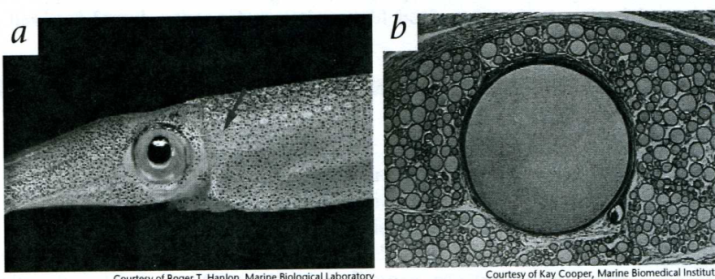 a
b
Courtesy of Roger T. Hanlon, Marine Biological Laboratory
Courtesy of Kay Cooper, Marine Biomedical Institut